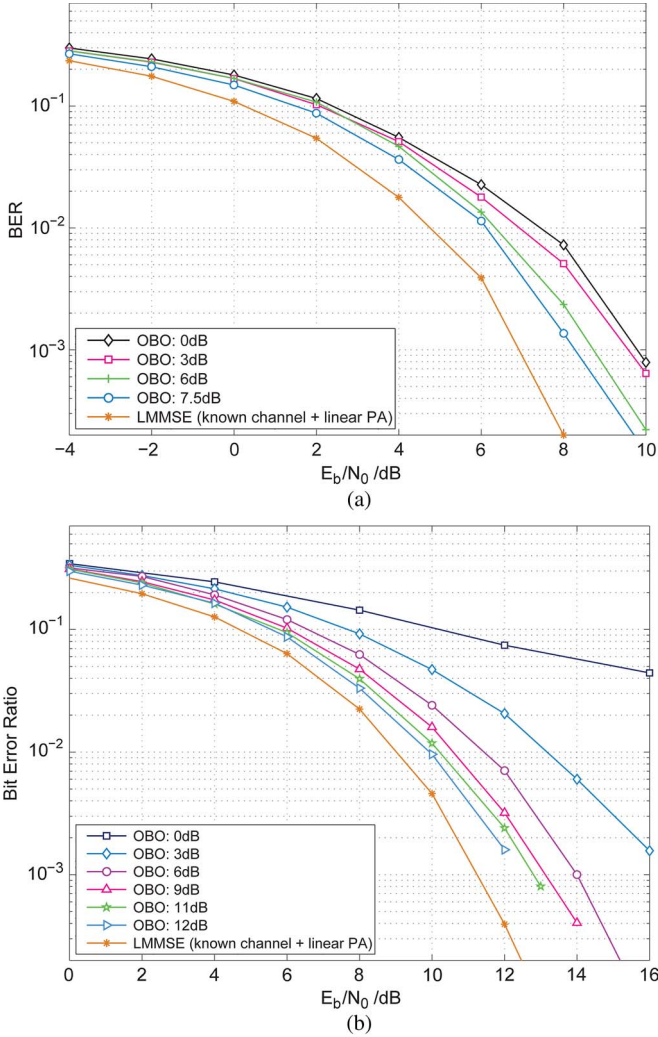 10^-1
10^-2
10^-3
BER
OBO: 0dB
OBO: 3dB
OBO: 6dB
OBO: 7.5dB
LMMSE (known channel + linear PA)
−4 −2 0 2 4 6 8 10
E_b/N_0 /dB
(a)
10^-1
10^-2
10^-3
Bit Error Ratio
OBO: 0dB
OBO: 3dB
OBO: 6dB
OBO: 9dB
OBO: 11dB
OBO: 12dB
LMMSE (known channel + linear PA)
0 2 4 6 8 10 12 14 16
E_b/N_0 /dB
(b)